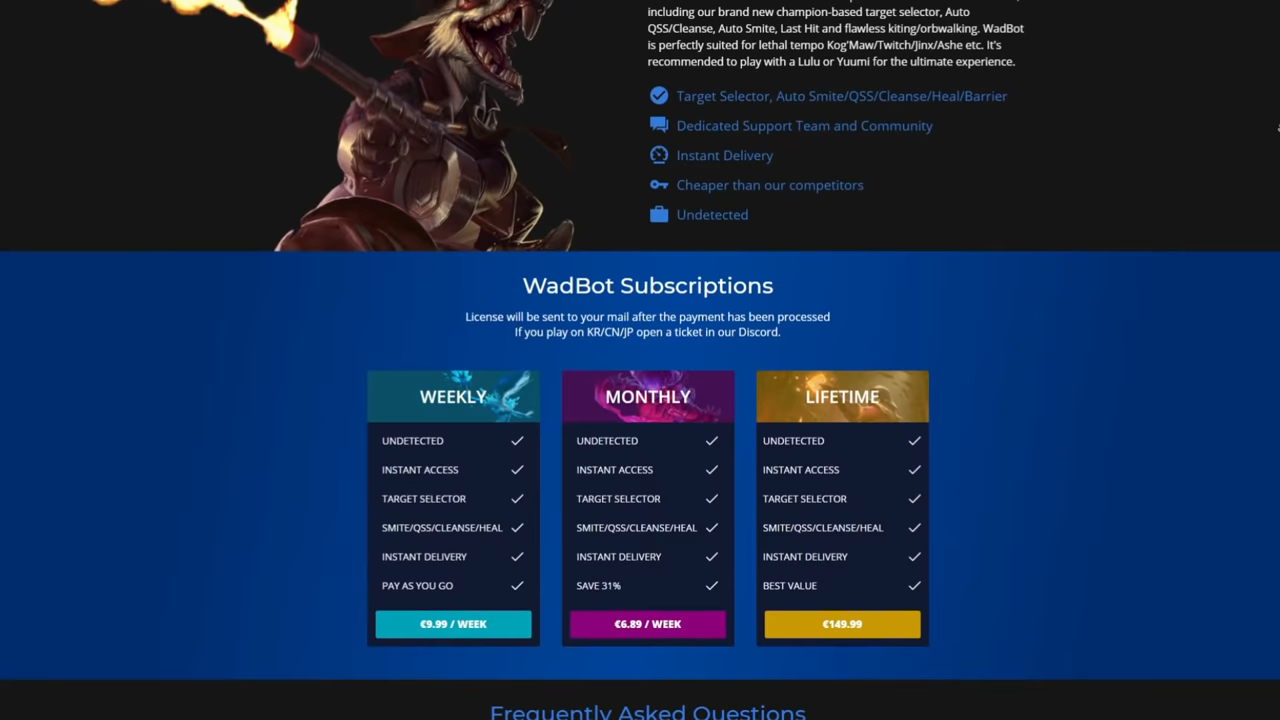 including our brand new champion-based target selector, Auto
QSS/Cleanse, Auto Smite, Last Hit and flawless kiting/orbwalking. WadBot
is perfectly suited for lethal tempo Kog'Maw/Twitch/Jinx/Ashe etc. It's
recommended to play with a Lulu or Yuumi for the ultimate experience.
Target Selector, Auto Smite/QSS/Cleanse/Heal/Barrier
Dedicated Support Team and Community
Instant Delivery
Cheaper than our competitors
Undetected
WadBot Subscriptions
License will be sent to your mail after the payment has been processed
If you play on KR/CN/JP open a ticket in our Discord.
WEEKLY
UNDETECTED
INSTANT ACCESS
TARGET SELECTOR
SMITE/QSS/CLEANSE/HEAL
INSTANT DELIVERY
PAY AS YOU GO
€9.99 / WEEK
MONTHLY
UNDETECTED
INSTANT ACCESS
TARGET SELECTOR
SMITE/QSS/CLEANSE/HEAL
INSTANT DELIVERY
SAVE 31%
€6.89 / WEEK
LIFETIME
UNDETECTED
INSTANT ACCESS
TARGET SELECTOR
SMITE/QSS/CLEANSE/HEAL
INSTANT DELIVERY
BEST VALUE
€149.99
Frequently Asked Questions